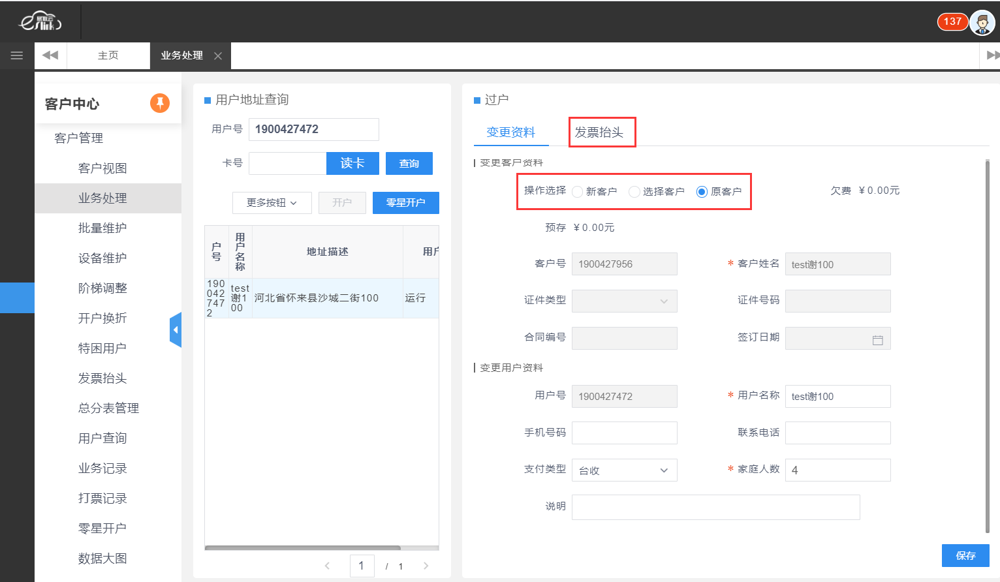 易联云
eslink
137
主页
业务处理
客户中心
客户管理
客户视图
业务处理
批量维护
设备维护
阶梯调整
开户换折
特困用户
发票抬头
总分表管理
用户查询
业务记录
打票记录
零星开户
数据大图
用户地址查询
用户号 1900427472
卡号 读卡 查询
更多按钮 开户 零星开户
户号 用户名称 地址描述 用户
1900427472 test谢100 河北省怀来县沙城二街100 运行
1 / 1
过户
变更资料 发票抬头
变更客户资料
操作选择 新客户 选择客户 原客户 欠费 ¥0.00元
预存 ¥0.00元
客户号 1900427956 * 客户姓名 test谢100
证件类型 证件号码
合同编号 签订日期
变更用户资料
用户号 1900427472 * 用户名称 test谢100
手机号码 联系电话
支付类型 台收 * 家庭人数 4
说明
保存